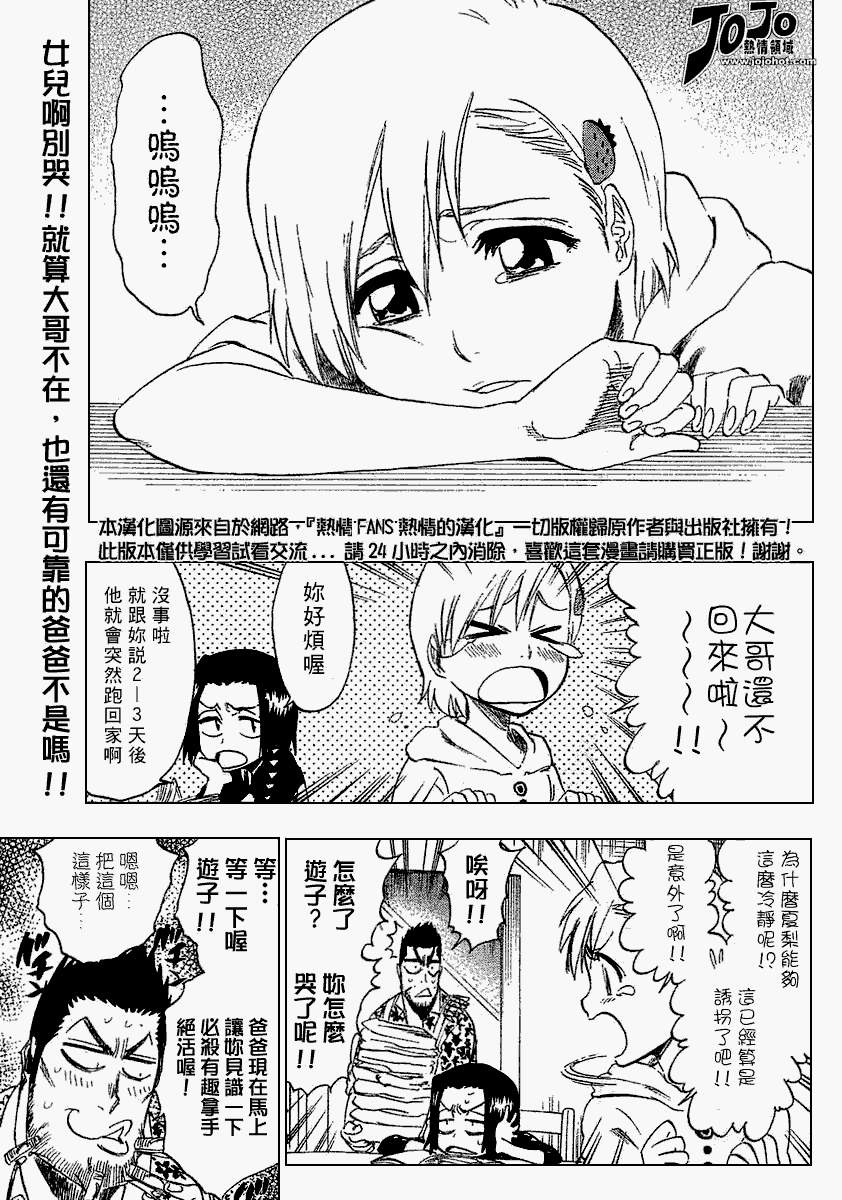 JOJO
熱情領域
www.jojohot.com
…嗚嗚嗚…
女兒啊別哭!!就算大哥不在，也還有可靠的爸爸不是嗎!!
本漢化圖源來自於網路，『熱情FANS 熱情的漢化』一切版權歸原作者與出版社擁有！
此版本僅供學習試看交流...請24小時之內消除，喜歡這套漫畫請購買正版！謝謝。
大哥還不
回來啦～
～～～!!
妳好煩喔
沒事啦
就跟妳說2—3天後
他就會突然跑回家啊
為什麼夏梨能夠
這麼冷靜呢!?
這已經算是
誘拐了吧!!
是意外了啊!!
唉呀!!
怎麼了
遊子?
妳怎麼
哭了呢!!
等…
等一下喔
遊子!!
爸爸現在馬上
讓妳見識一下
必殺有趣拿手
絕活喔!
嗯嗯…
把這個
這樣子…
ギチッ
ギチッ